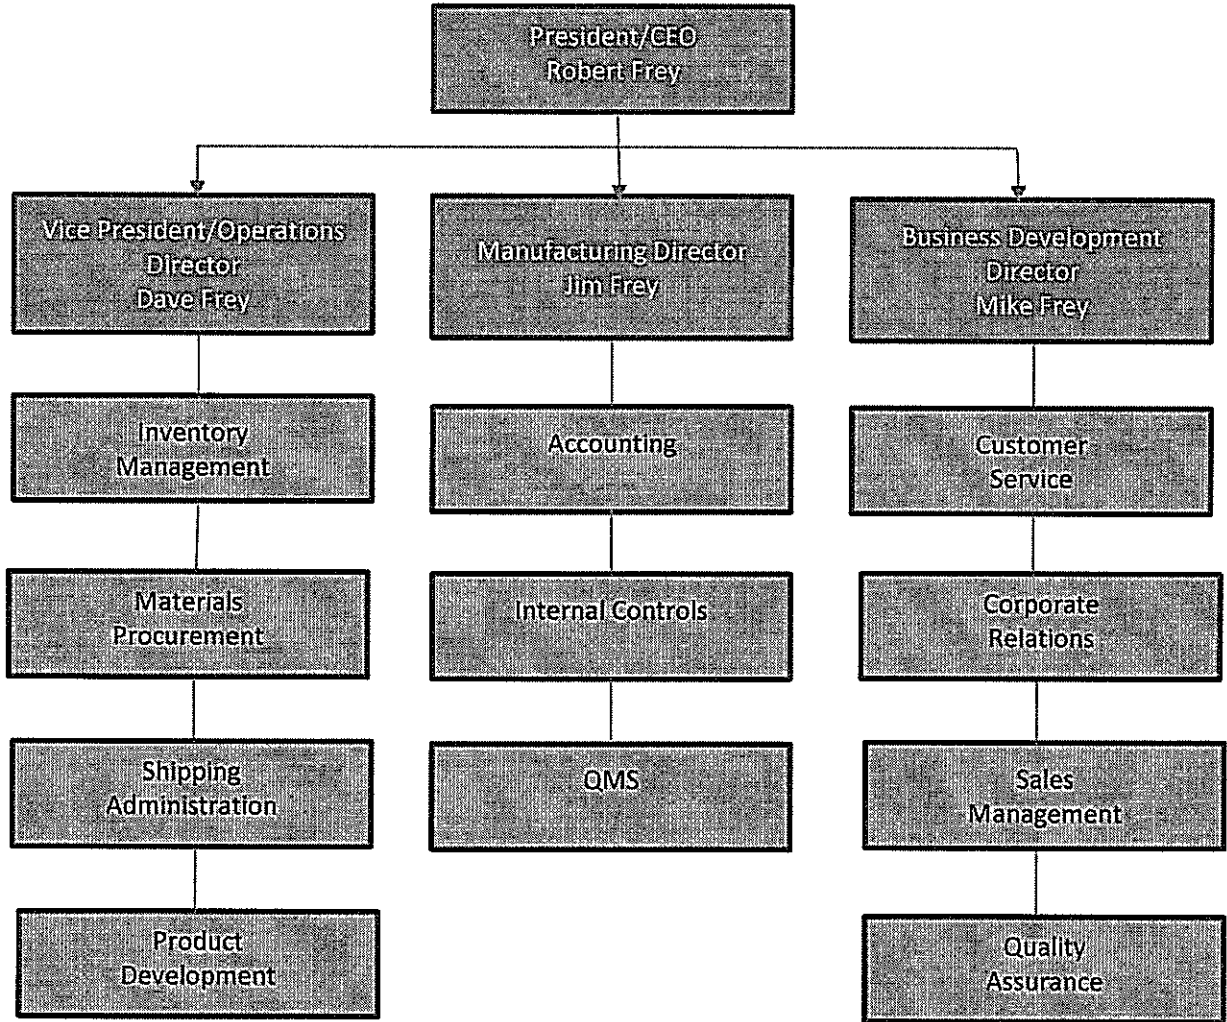 President/CEO
Robert Frey
Vice President/Operations
Director
Dave Frey
Manufacturing Director
Jim Frey
Business Development
Director
Mike Frey
Inventory
Management
Accounting
Customer
Service
Materials
Procurement
Internal Controls
Corporate
Relations
Shipping
Administration
QMS
Sales
Management
Product
Development
Quality
Assurance